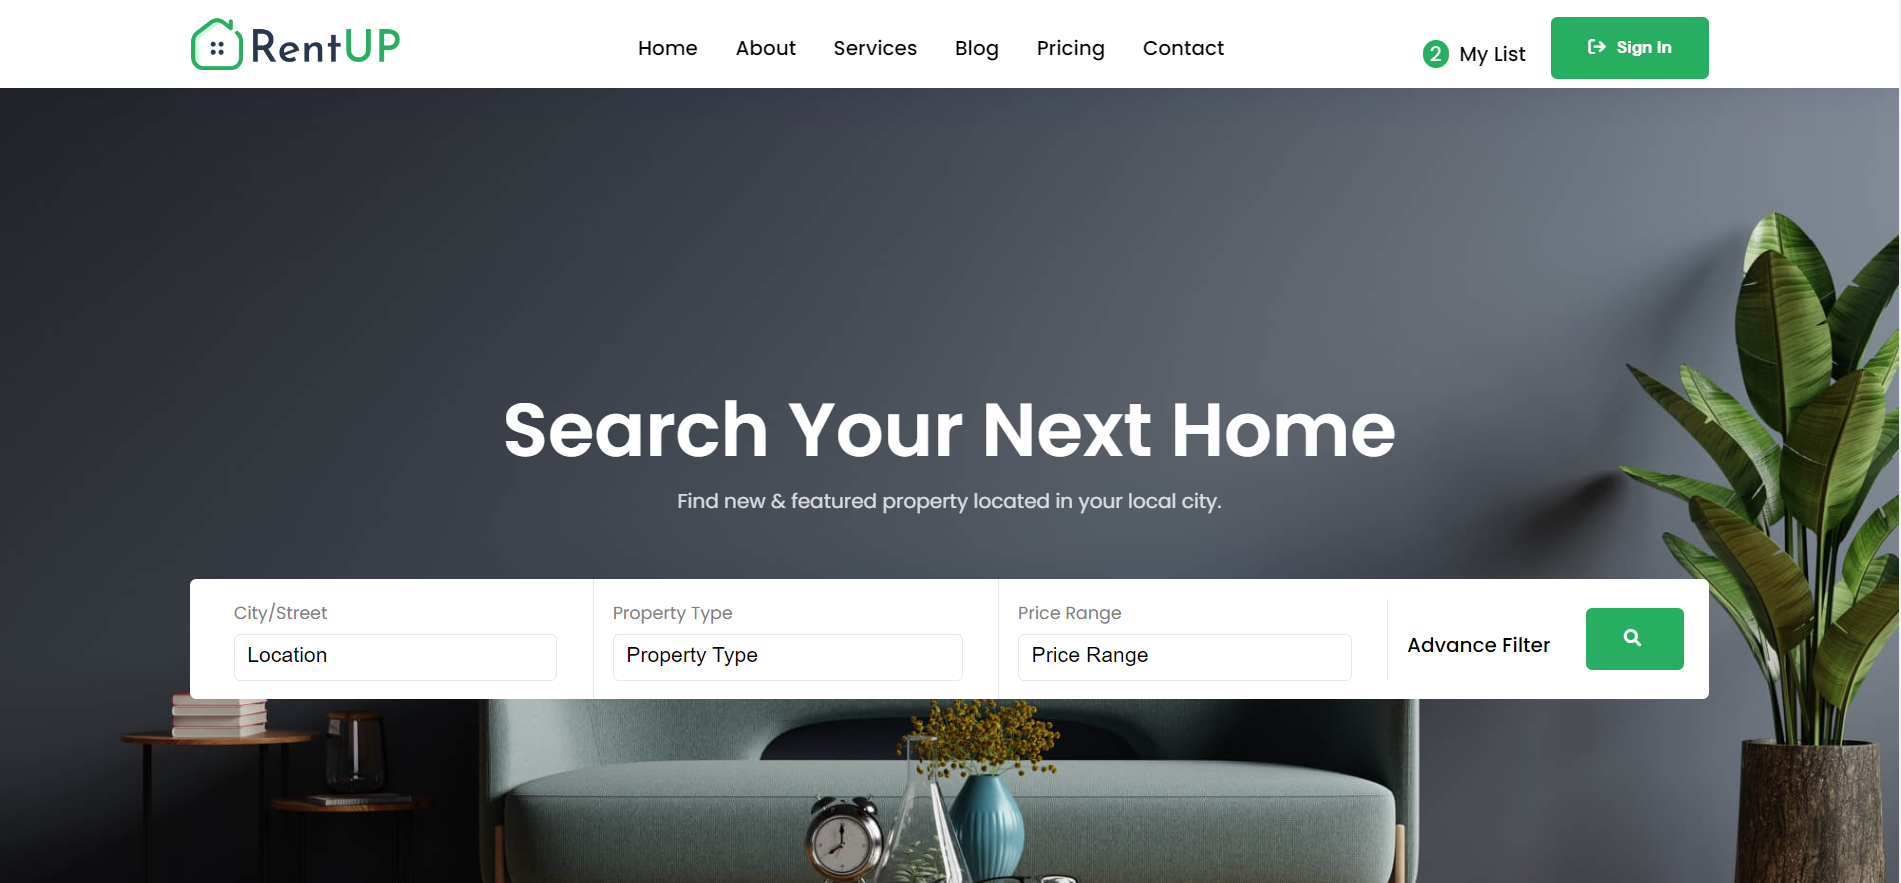 RentUP
Home About Services Blog Pricing Contact
2 My List
Sign In
Search Your Next Home
Find new & featured property located in your local city.
City/Street
Location
Property Type
Property Type
Price Range
Price Range
Advance Filter